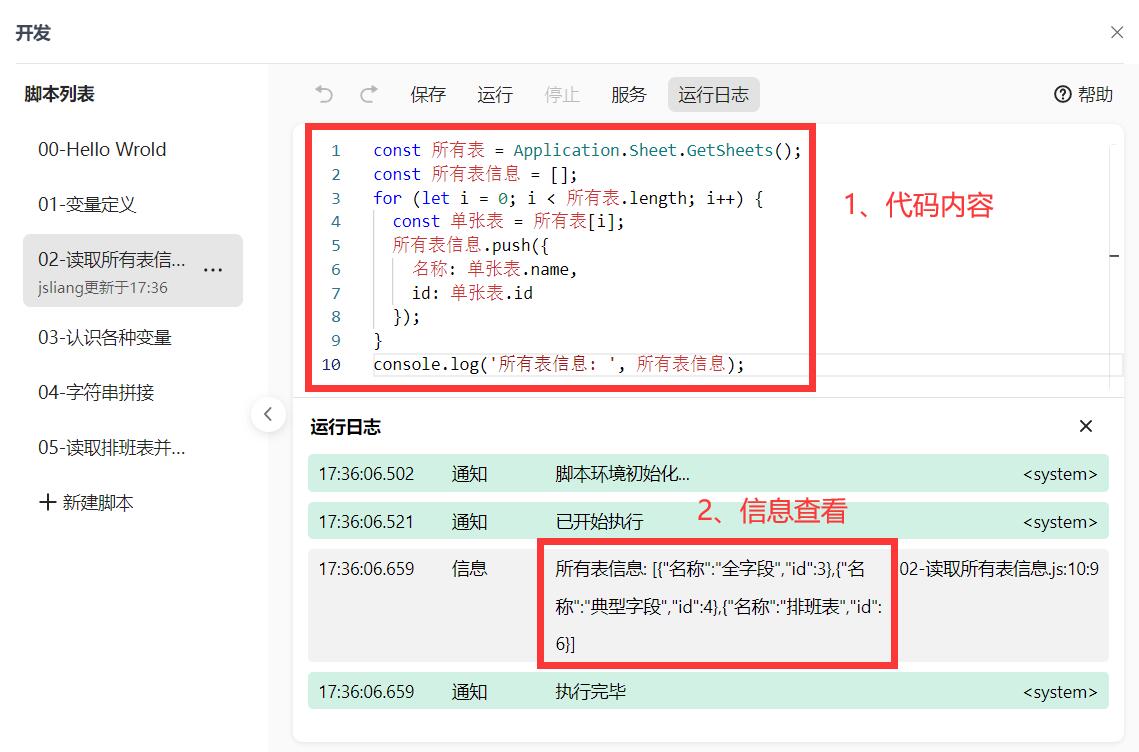 开发
脚本列表
保存 运行 停止 服务 运行日志 帮助
00-Hello Wrold
01-变量定义
02-读取所有表信...
jsliang更新于17:36
03-认识各种变量
04-字符串拼接
05-读取排班表并...
新建脚本
1 const 所有表 = Application.Sheet.GetSheets();
2 const 所有表信息 = [];
3 for (let i = 0; i < 所有表.length; i++) {
4 const 单张表 = 所有表[i];
5 所有表信息.push({
6 名称: 单张表.name,
7 id: 单张表.id
8 });
9 }
10 console.log('所有表信息: ', 所有表信息);
1、代码内容
运行日志
17:36:06.502 通知 脚本环境初始化... <system>
2、信息查看
17:36:06.521 通知 已开始执行 <system>
17:36:06.659 信息 所有表信息: [{"名称":"全字段","id":3},{"名 02-读取所有表信息.js:10:9
称":"典型字段","id":4},{"名称":"排班表","id":
6}]
17:36:06.659 通知 执行完毕 <system>